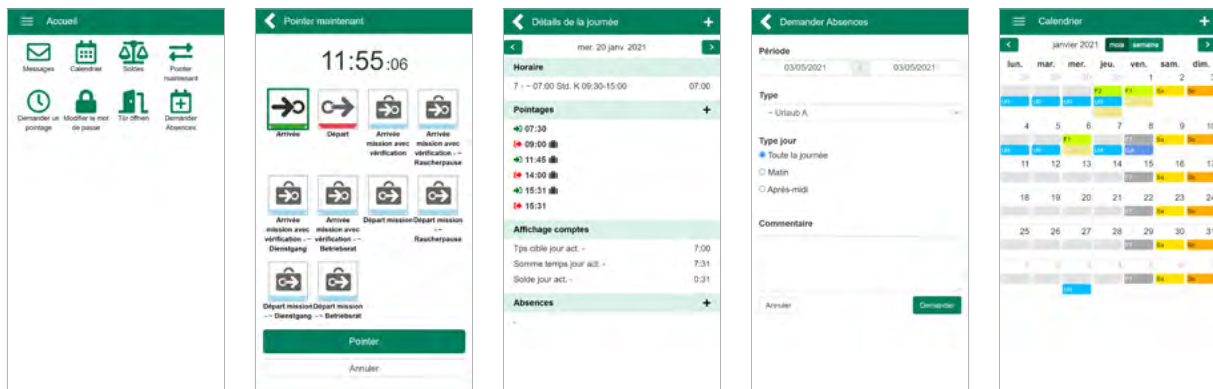 Accueil
Messages
Calendrier
Soldes
Pointer maintenant
Demander un pointage
Modifier le mot de passe
Tür öffnen
Demander Absences
Pointer maintenant
11:55:06
Arrivée
Départ
Arrivée mission avec vérification
Arrivée mission avec vérification - ~ Raucherpause
Arrivée mission avec vérification - ~ Dienstgang
Arrivée mission avec vérification - ~ Betriebsrat
Départ mission
Départ mission - ~ Raucherpause
Départ mission - ~ Dienstgang
Départ mission - ~ Betriebsrat
Pointer
Annuler
Détails de la journée
mer. 20 janv. 2021
Horaire
7 - ~ 07:00 Std. K 09:30-15:00 07:00
Pointages
07:30
09:00
11:45
14:00
15:31
15:31
Affichage comptes
Tps cible jour act. - 7:00
Somme temps jour act. - 7:31
Solde jour act. - 0:31
Absences
-
Demander Absences
Période
03/05/2021 03/05/2021
Type
~ Urlaub A
Type jour
Toute la journée
Matin
Après-midi
Commentaire
Annuler Demander
Calendrier
janvier 2021 mois semaine
lun. mar. mer. jeu. ven. sam. dim.
1 2 3
F2 F1
4 5 6 7 8 9 10
11 12 13 14 15 16 17
18 19 20 21 22 23 24
25 26 27 28 29 30 31